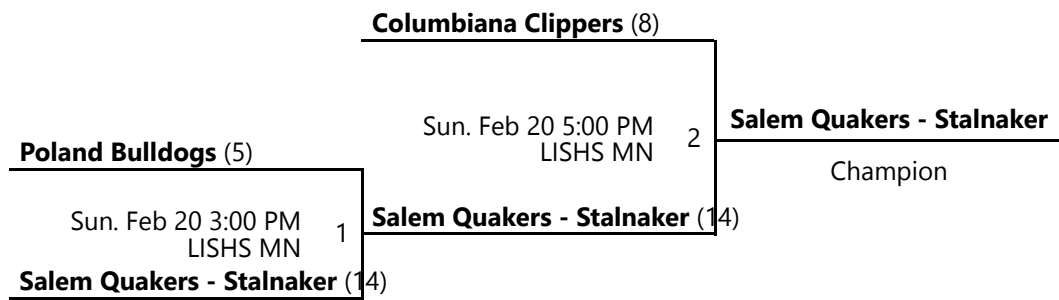 Columbiana Clippers (8)
Sun. Feb 20 5:00 PM
LISHS MN
2
Salem Quakers - Stalnaker
Champion
Poland Bulldogs (5)
Sun. Feb 20 3:00 PM
LISHS MN
1
Salem Quakers - Stalnaker (14)
Salem Quakers - Stalnaker (14)